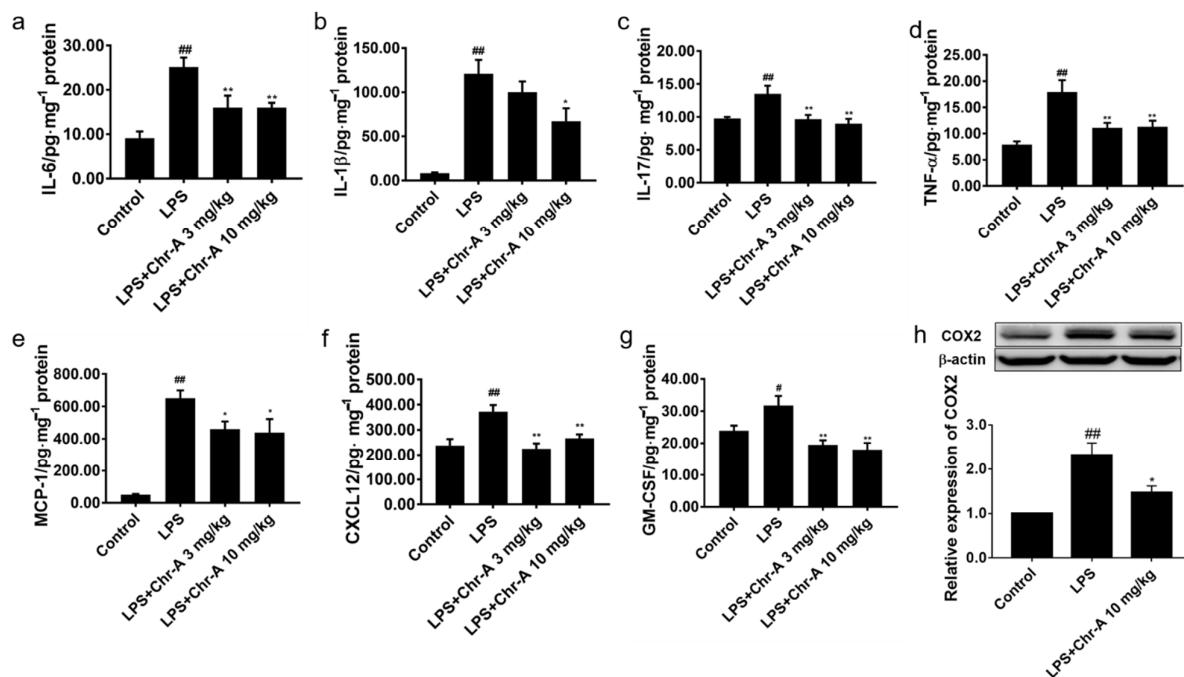 a
IL-6/pg·mg⁻¹ protein
30.00
20.00
10.00
0.00
##
**
**
Control
LPS
LPS+Chr-A 3 mg/kg
LPS+Chr-A 10 mg/kg
b
IL-1β/pg·mg⁻¹ protein
150.00
100.00
50.00
0.00
##
*
Control
LPS
LPS+Chr-A 3 mg/kg
LPS+Chr-A 10 mg/kg
c
IL-17/pg· mg⁻¹ protein
20.00
15.00
10.00
5.00
0.00
##
**
**
Control
LPS
LPS+Chr-A 3 mg/kg
LPS+Chr-A 10 mg/kg
d
TNF-α/pg·mg⁻¹ protein
25.00
20.00
15.00
10.00
5.00
0.00
##
**
**
Control
LPS
LPS+Chr-A 3 mg/kg
LPS+Chr-A 10 mg/kg
e
MCP-1/pg·mg⁻¹ protein
800.00
600.00
400.00
200.00
0.00
##
*
*
Control
LPS
LPS+Chr-A 3 mg/kg
LPS+Chr-A 10 mg/kg
f
CXCL12/pg· mg⁻¹ protein
500.00
400.00
300.00
200.00
100.00
0.00
##
**
**
Control
LPS
LPS+Chr-A 3 mg/kg
LPS+Chr-A 10 mg/kg
g
GM-CSF/pg·mg⁻¹ protein
40.00
30.00
20.00
10.00
0.00
#
**
**
Control
LPS
LPS+Chr-A 3 mg/kg
LPS+Chr-A 10 mg/kg
h
COX2
β-actin
Relative expression of COX2
3.0
2.0
1.0
0.0
##
*
Control
LPS
LPS+Chr-A 10 mg/kg